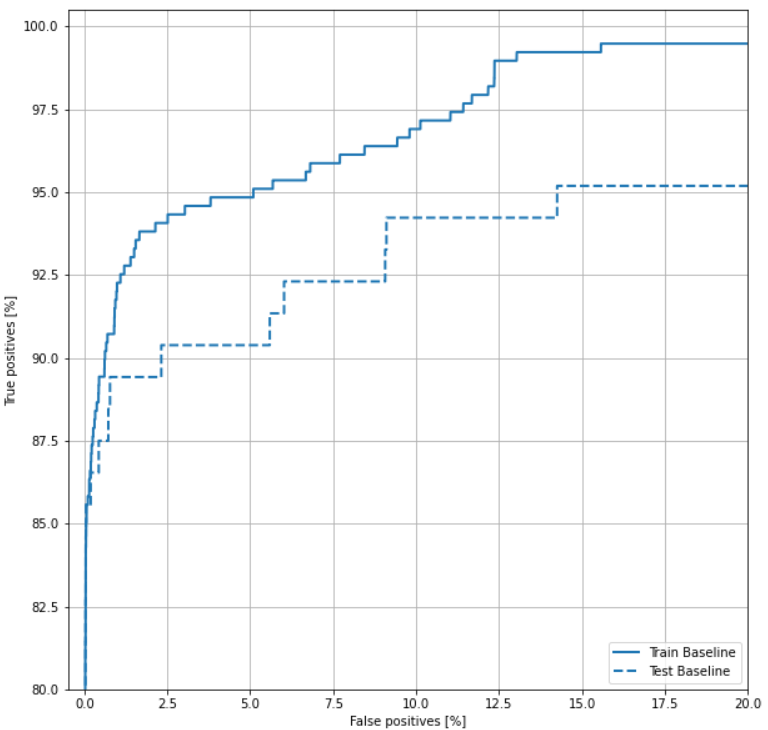 100.0
97.5
95.0
92.5
90.0
87.5
85.0
82.5
80.0
True positives [%]
0.0 2.5 5.0 7.5 10.0 12.5 15.0 17.5 20.0
False positives [%]
Train Baseline
Test Baseline